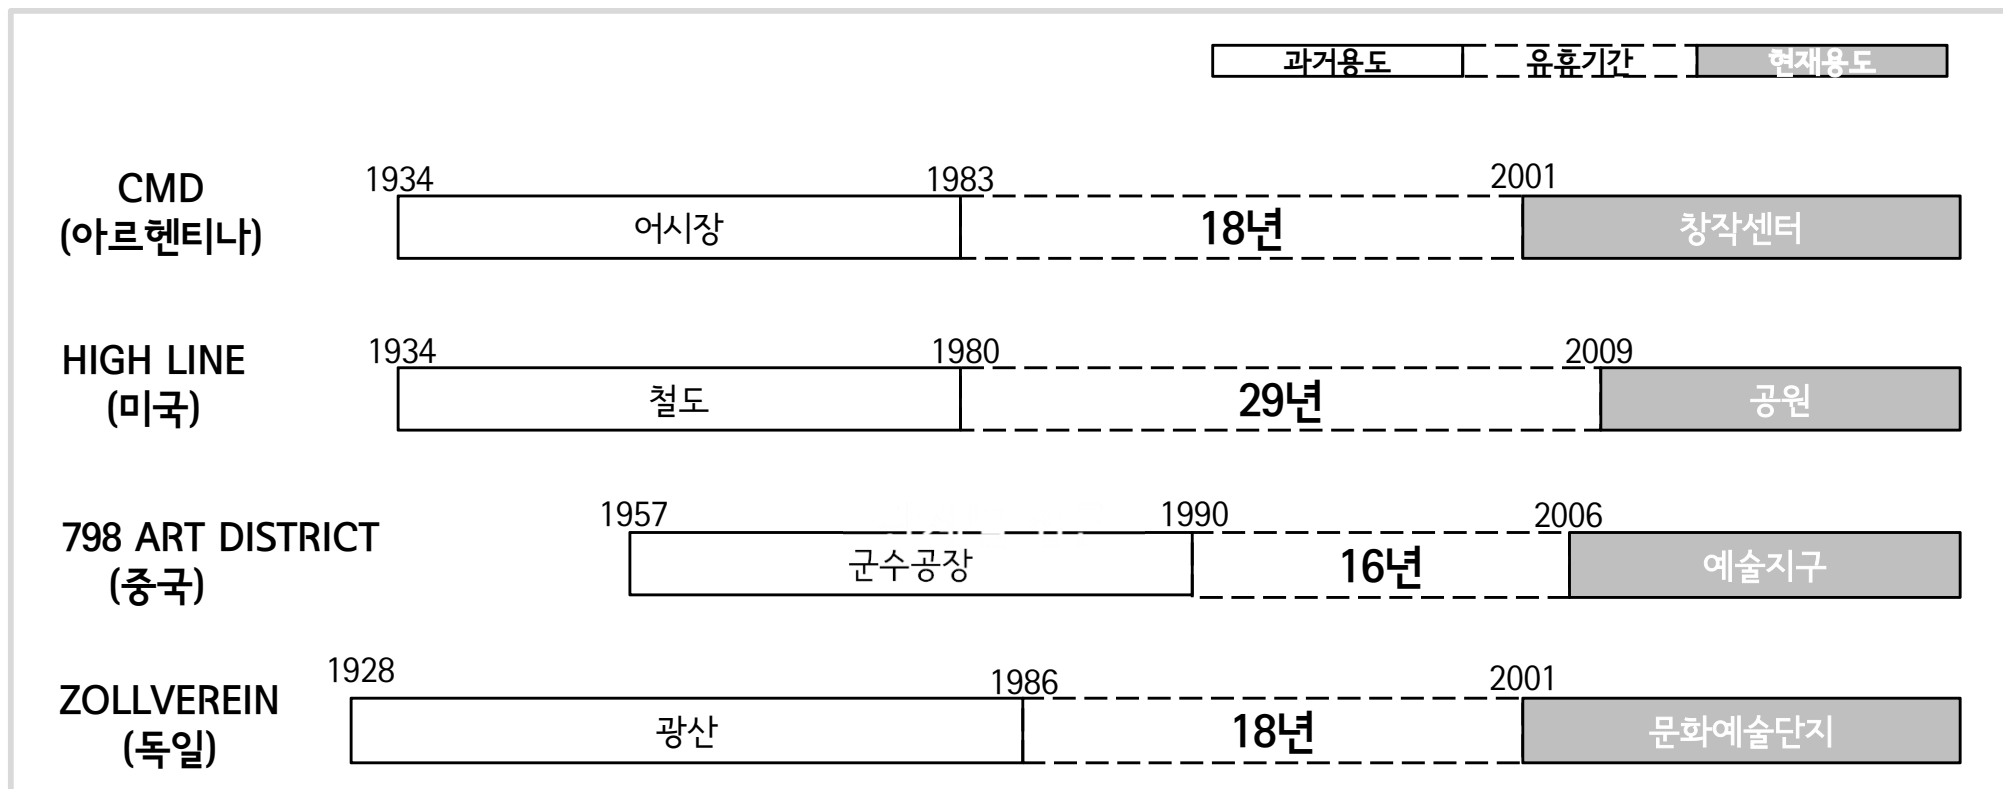 과거용도 유휴기간 현재용도
1934 1983 2001
CMD
(아르헨티나)
어시장 18년 창작센터
1934 1980 2009
HIGH LINE
(미국)
철도 29년 공원
1957 1990 2006
798 ART DISTRICT
(중국)
군수공장 16년 예술지구
1928 1986 2001
ZOLLVEREIN
(독일)
광산 18년 문화예술단지